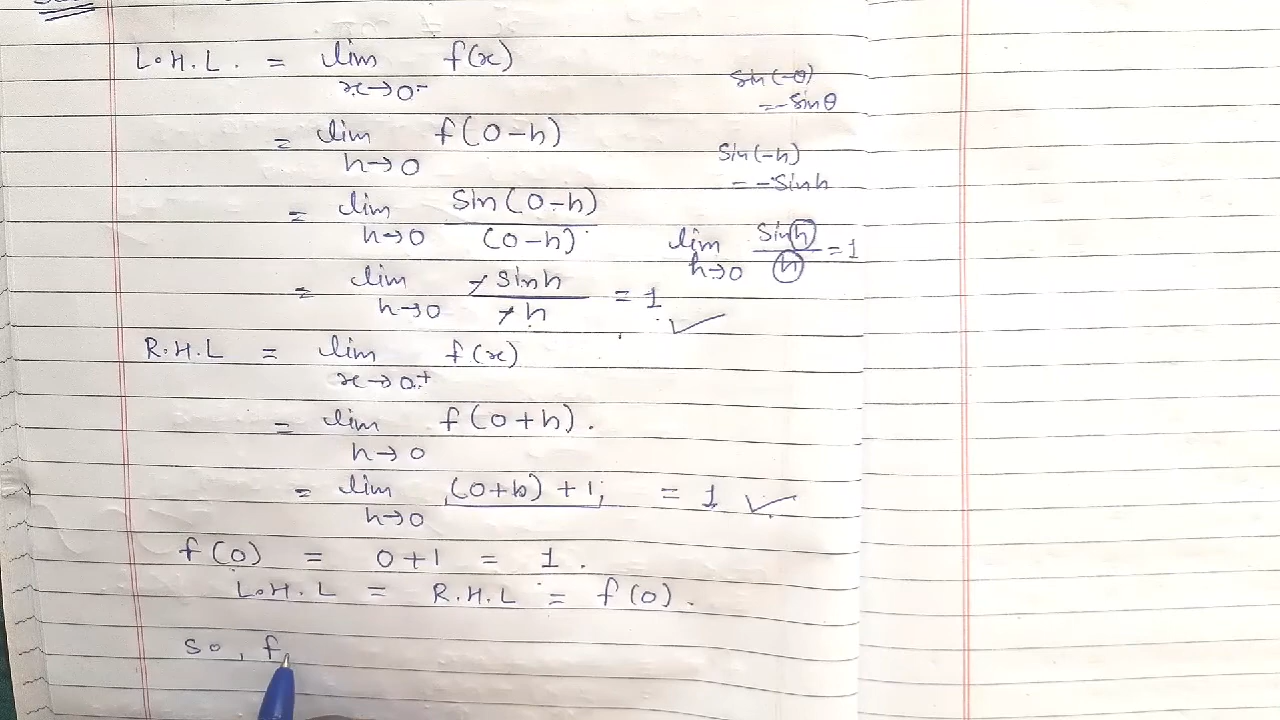 L.H.L. = lim f(x)
x→0-
= lim f(0-h)
h→0
= lim sin(0-h)
h→0 (0-h)
= lim -sinh = 1
h→0 -h
sin(-θ)
= -sinθ
sin(-h)
= -sinh
lim sinh = 1
h→0 h
R.H.L = lim f(x)
x→0+
= lim f(0+h).
h→0
= lim (0+h)+1, = 1
h→0
f(0) = 0+1 = 1.
L.H.L = R.H.L = f(0).
so, f